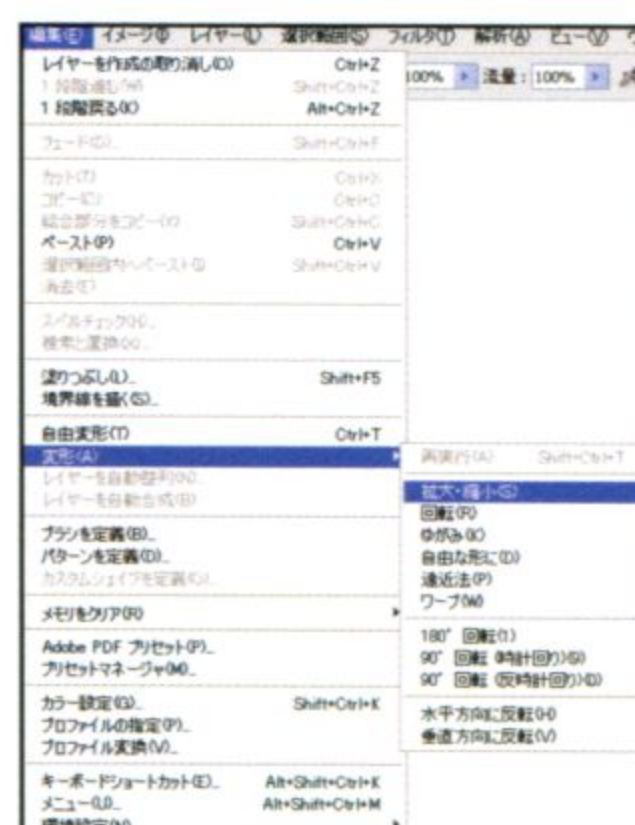 編集(E) イメージ(I) レイヤー(L) 選択範囲(S) フィルタ(T) 解析(A) ビュー(V)
100% 流量: 100%
レイヤーを作成の取り消し(O) Ctrl+Z
1 段階進む(W) Shift+Ctrl+Z
1 段階戻る(K) Alt+Ctrl+Z
フェード(D)... Shift+Ctrl+F
カット(T) Ctrl+X
コピー(C) Ctrl+C
結合部分をコピー(Y) Shift+Ctrl+C
ペースト(P) Ctrl+V
選択範囲内へペースト(I) Shift+Ctrl+V
消去(E)
スペルチェック(H)...
検索と置換(X)...
塗りつぶし(L)... Shift+F5
境界線を描く(S)...
自由変形(T) Ctrl+T
変形(A)
レイヤーを自動整列(N)...
レイヤーを自動合成(B)
ブラシを定義(B)...
パターンを定義(D)...
カスタムシェイプを定義(C)...
メモリをクリア(R)
Adobe PDF プリセット(P)...
プリセットマネージャ(M)...
カラー設定(G)... Shift+Ctrl+K
プロファイルの指定(P)...
プロファイル変換(V)...
キーボードショートカット(E)... Alt+Shift+Ctrl+K
メニュー(U)... Alt+Shift+Ctrl+M
環境設定(N)
再実行(A) Shift+Ctrl+T
拡大・縮小(S)
回転(R)
ゆがみ(K)
自由な形に(D)
遠近法(P)
ワープ(W)
180° 回転(1)
90° 回転 (時計回り)(9)
90° 回転 (反時計回り)(0)
水平方向に反転(H)
垂直方向に反転(V)